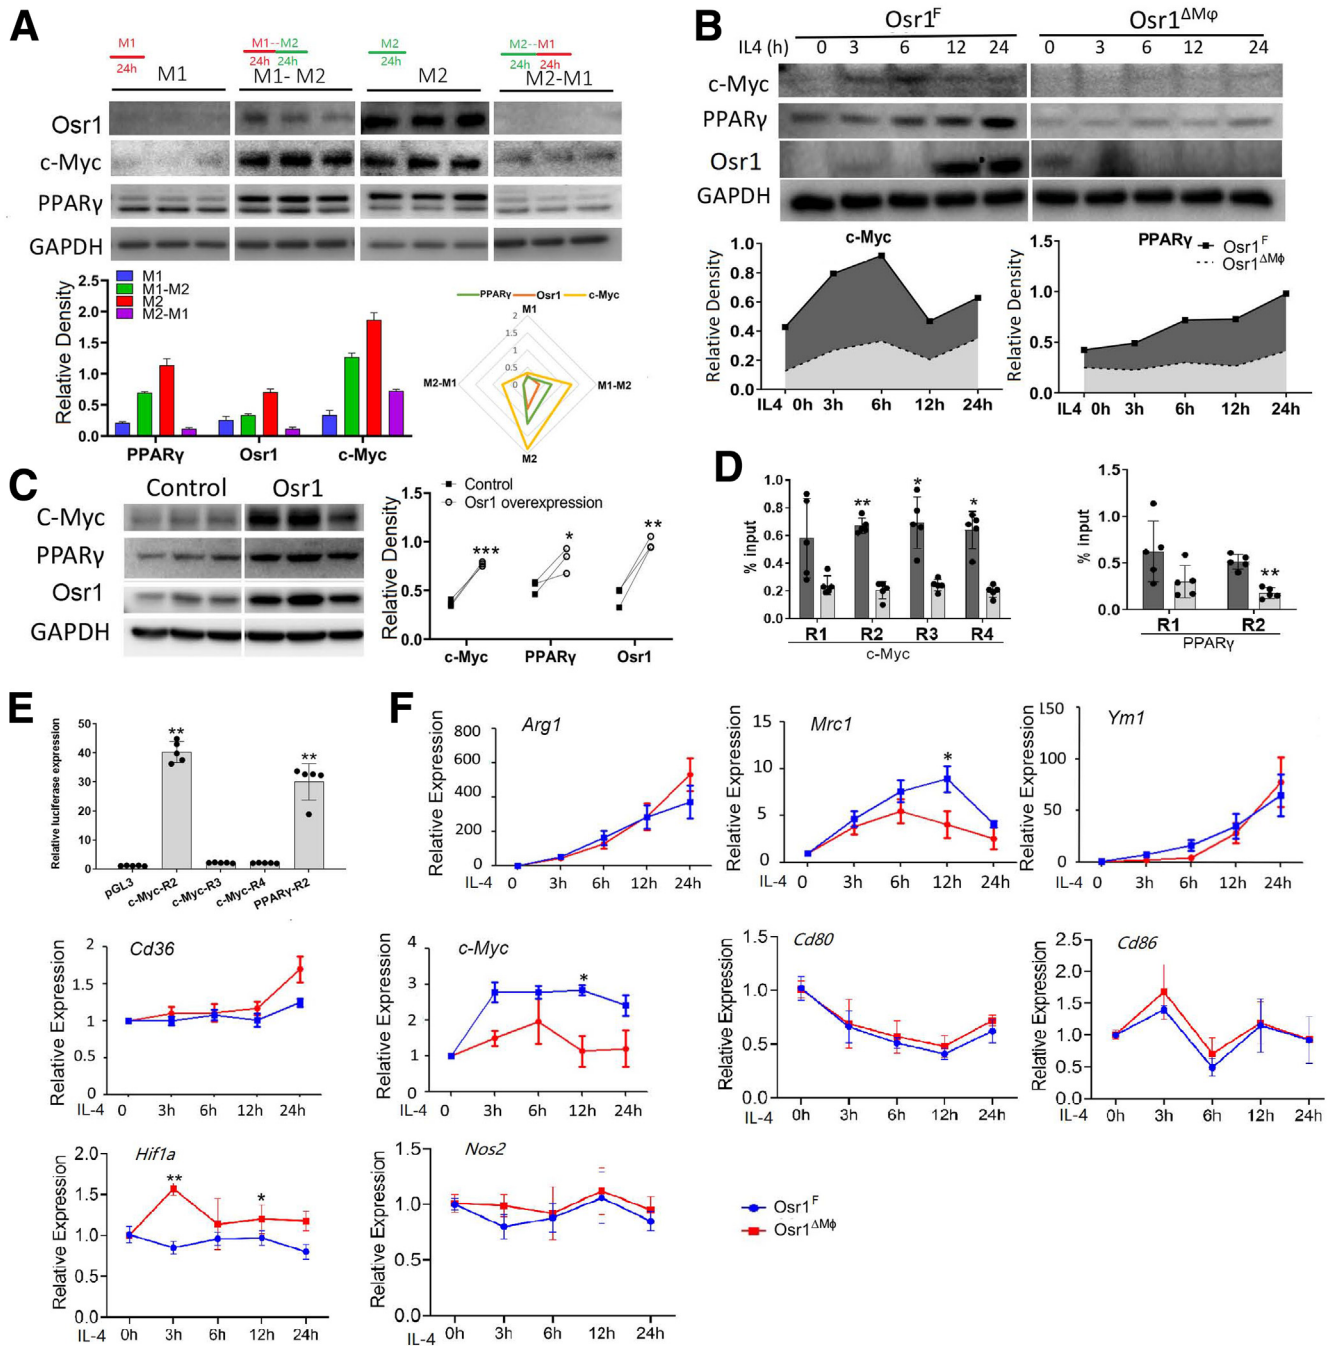 A
M1
24h
M1
M1--M2
24h 24h
M1- M2
M2
24h
M2
M2--M1
24h 24h
M2-M1
Osr1
c-Myc
PPARγ
GAPDH
Relative Density
2.5
2.0
1.5
1.0
0.5
0.0
M1
M1-M2
M2
M2-M1
PPARγ Osr1 c-Myc
PPARγ Osr1 c-Myc
M1
2
1.5
1
0.5
0
M2-M1
M1-M2
M2
B
Osr1F Osr1ΔMφ
IL4 (h) 0 3 6 12 24 0 3 6 12 24
c-Myc
PPARγ
Osr1
GAPDH
c-Myc
Relative Density
1.0
0.8
0.6
0.4
0.2
0.0
IL4 0h 3h 6h 12h 24h
PPARγ
Osr1F
Osr1ΔMϕ
Relative Density
1.5
1.0
0.5
0.0
IL4 0h 3h 6h 12h 24h
C
Control Osr1
C-Myc
PPARγ
Osr1
GAPDH
Relative Density
1.5
1.0
0.5
0.0
Control
Osr1 overexpression
*** * **
c-Myc PPARγ Osr1
D
% input
1.0
0.8
0.6
0.4
0.2
0.0
** * *
R1 R2 R3 R4
c-Myc
% input
1.5
1.0
0.5
0.0
**
R1 R2
PPARγ
E
Relative luciferase expression
50
40
30
20
10
0
** **
pGL3 c-Myc-R2 c-Myc-R3 c-Myc-R4 PPARγ-R2
F
Arg1
Relative Expression
800
600
400
200
0
IL-4 0 3h 6h 12h 24h
Mrc1
Relative Expression
15
10
5
0
*
IL-4 0 3h 6h 12h 24h
Ym1
Relative Expression
150
100
50
0
IL-4 0 3h 6h 12h 24h
Cd36
Relative Expression
2
1
1
0.5
0
IL-4 0 3h 6h 12h 24h
c-Myc
Relative Expression
4
3
2
1
0
*
IL-4 0 3h 6h 12h 24h
Cd80
Relative Expression
1.5
1.0
0.5
0.0
IL-4 0h 3h 6h 12h 24h
Cd86
Relative Expression
2.5
2.0
1.5
1.0
0.5
0.0
IL-4 0h 3h 6h 12h 24h
Hif1a
Relative Expression
2.0
1.5
1.0
0.5
0.0
** *
IL-4 0h 3h 6h 12h 24h
Nos2
Relative Expression
1.5
1.0
0.5
0.0
IL-4 0h 3h 6h 12h 24h
Osr1F
Osr1ΔMϕ